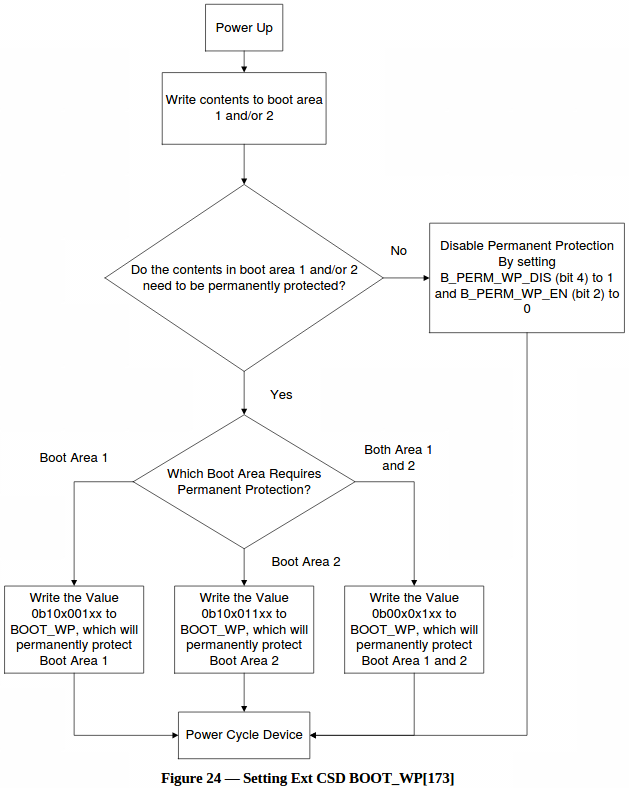 Power Up
Write contents to boot area
1 and/or 2
Do the contents in boot area 1 and/or 2
need to be permanently protected?
No
Disable Permanent Protection
By setting
B_PERM_WP_DIS (bit 4) to 1
and B_PERM_WP_EN (bit 2) to
0
Yes
Which Boot Area Requires
Permanent Protection?
Boot Area 1
Both Area 1
and 2
Boot Area 2
Write the Value
0b10x001xx to
BOOT_WP, which will
permanently protect
Boot Area 1
Write the Value
0b10x011xx to
BOOT_WP, which will
permanently protect
Boot Area 2
Write the Value
0b00x0x1xx to
BOOT_WP, which will
permanently protect
Boot Area 1 and 2
Power Cycle Device
Figure 24 — Setting Ext CSD BOOT_WP[173]